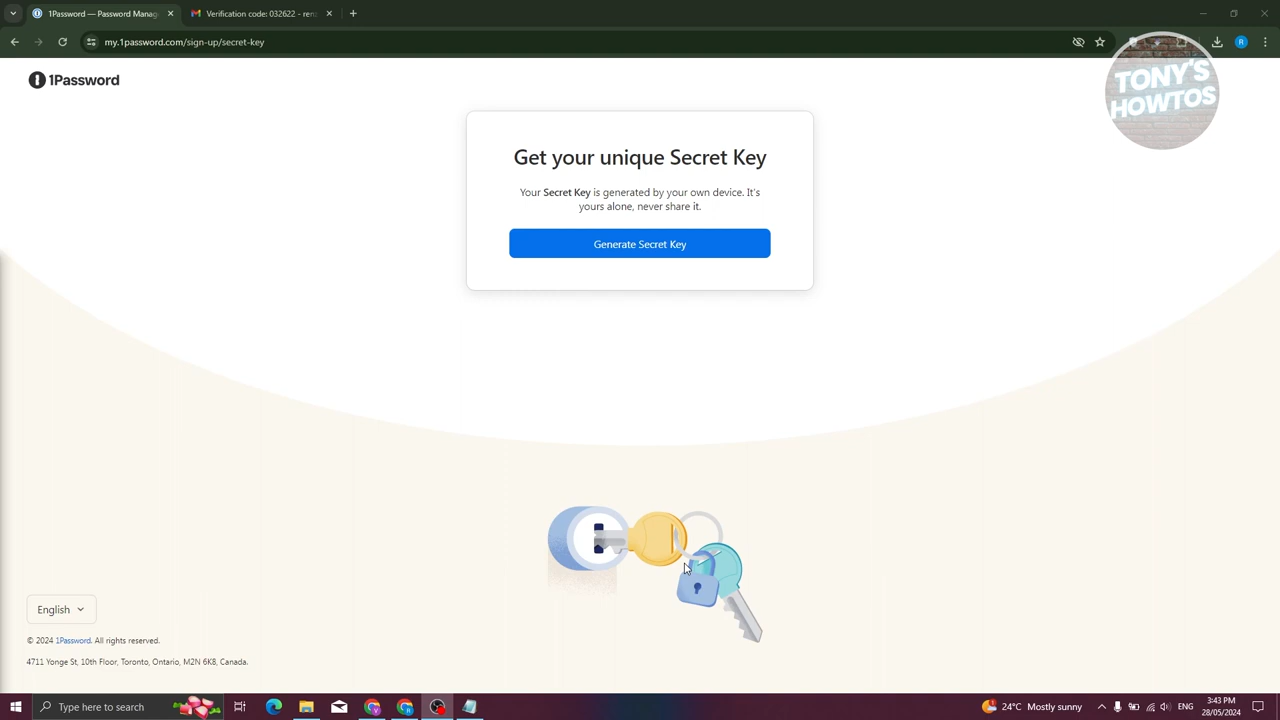 1Password — Password Manag
Verification code: 032622 - ren
my.1password.com/sign-up/secret-key
R
1Password
TONY'S
HOWTOS
Get your unique Secret Key
Your Secret Key is generated by your own device. It's
yours alone, never share it.
Generate Secret Key
English
© 2024 1Password. All rights reserved.
4711 Yonge St, 10th Floor, Toronto, Ontario, M2N 6K8, Canada.
Type here to search
24°C Mostly sunny
ENG
3:43 PM
28/05/2024